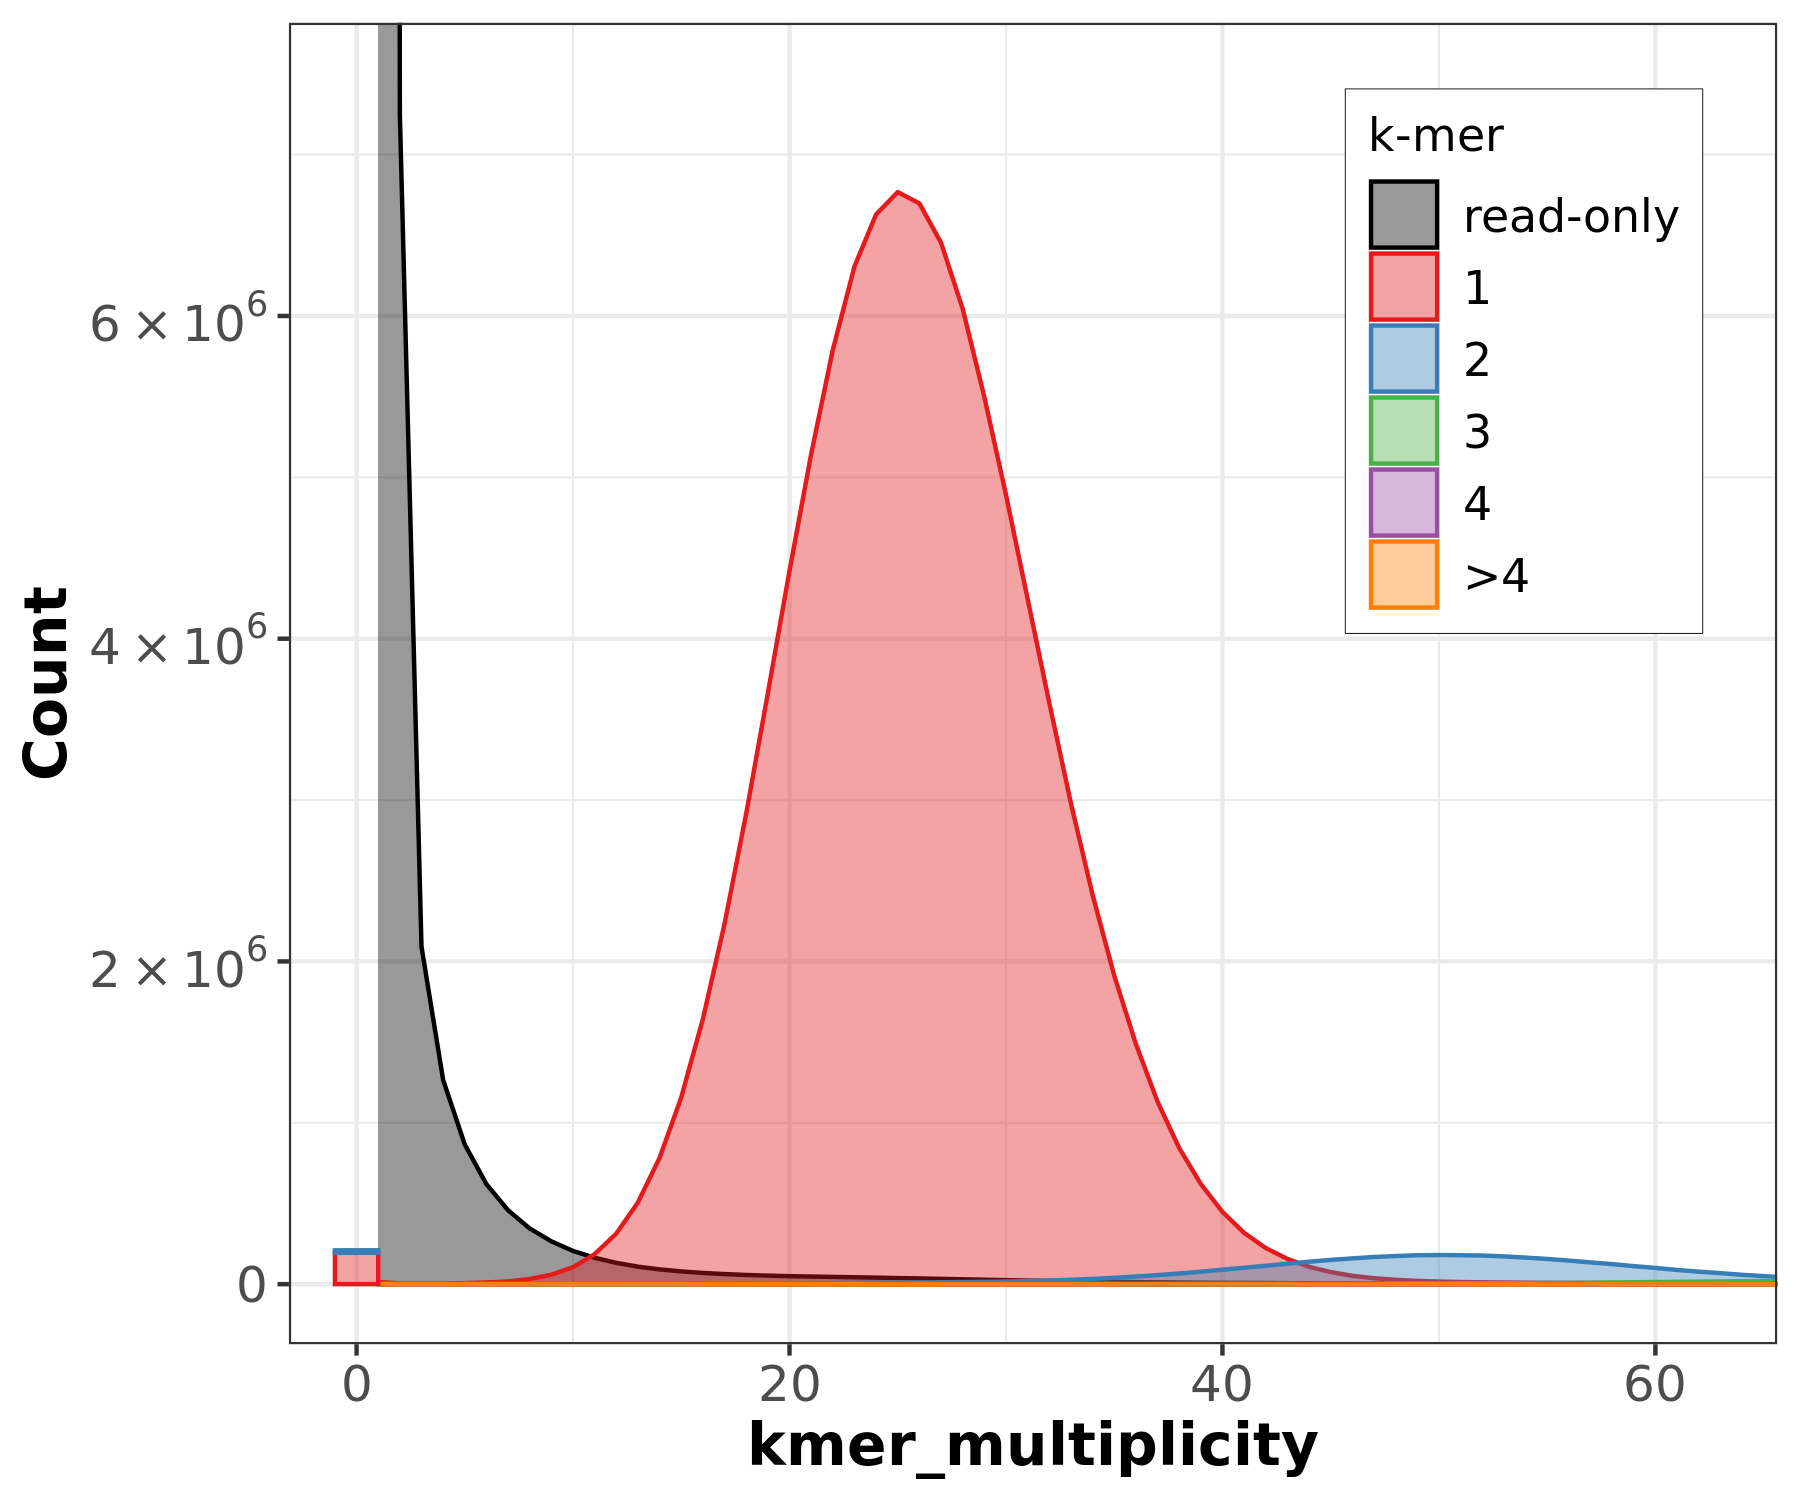 k-mer
read-only
1
2
3
4
>4
Count
6 × 10⁶
4 × 10⁶
2 × 10⁶
0
0 20 40 60
kmer_multiplicity